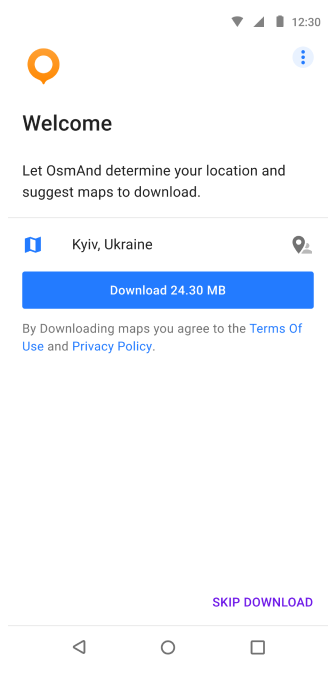 12:30
Welcome
Let OsmAnd determine your location and
suggest maps to download.
Kyiv, Ukraine
Download 24.30 MB
By Downloading maps you agree to the Terms Of
Use and Privacy Policy.
SKIP DOWNLOAD